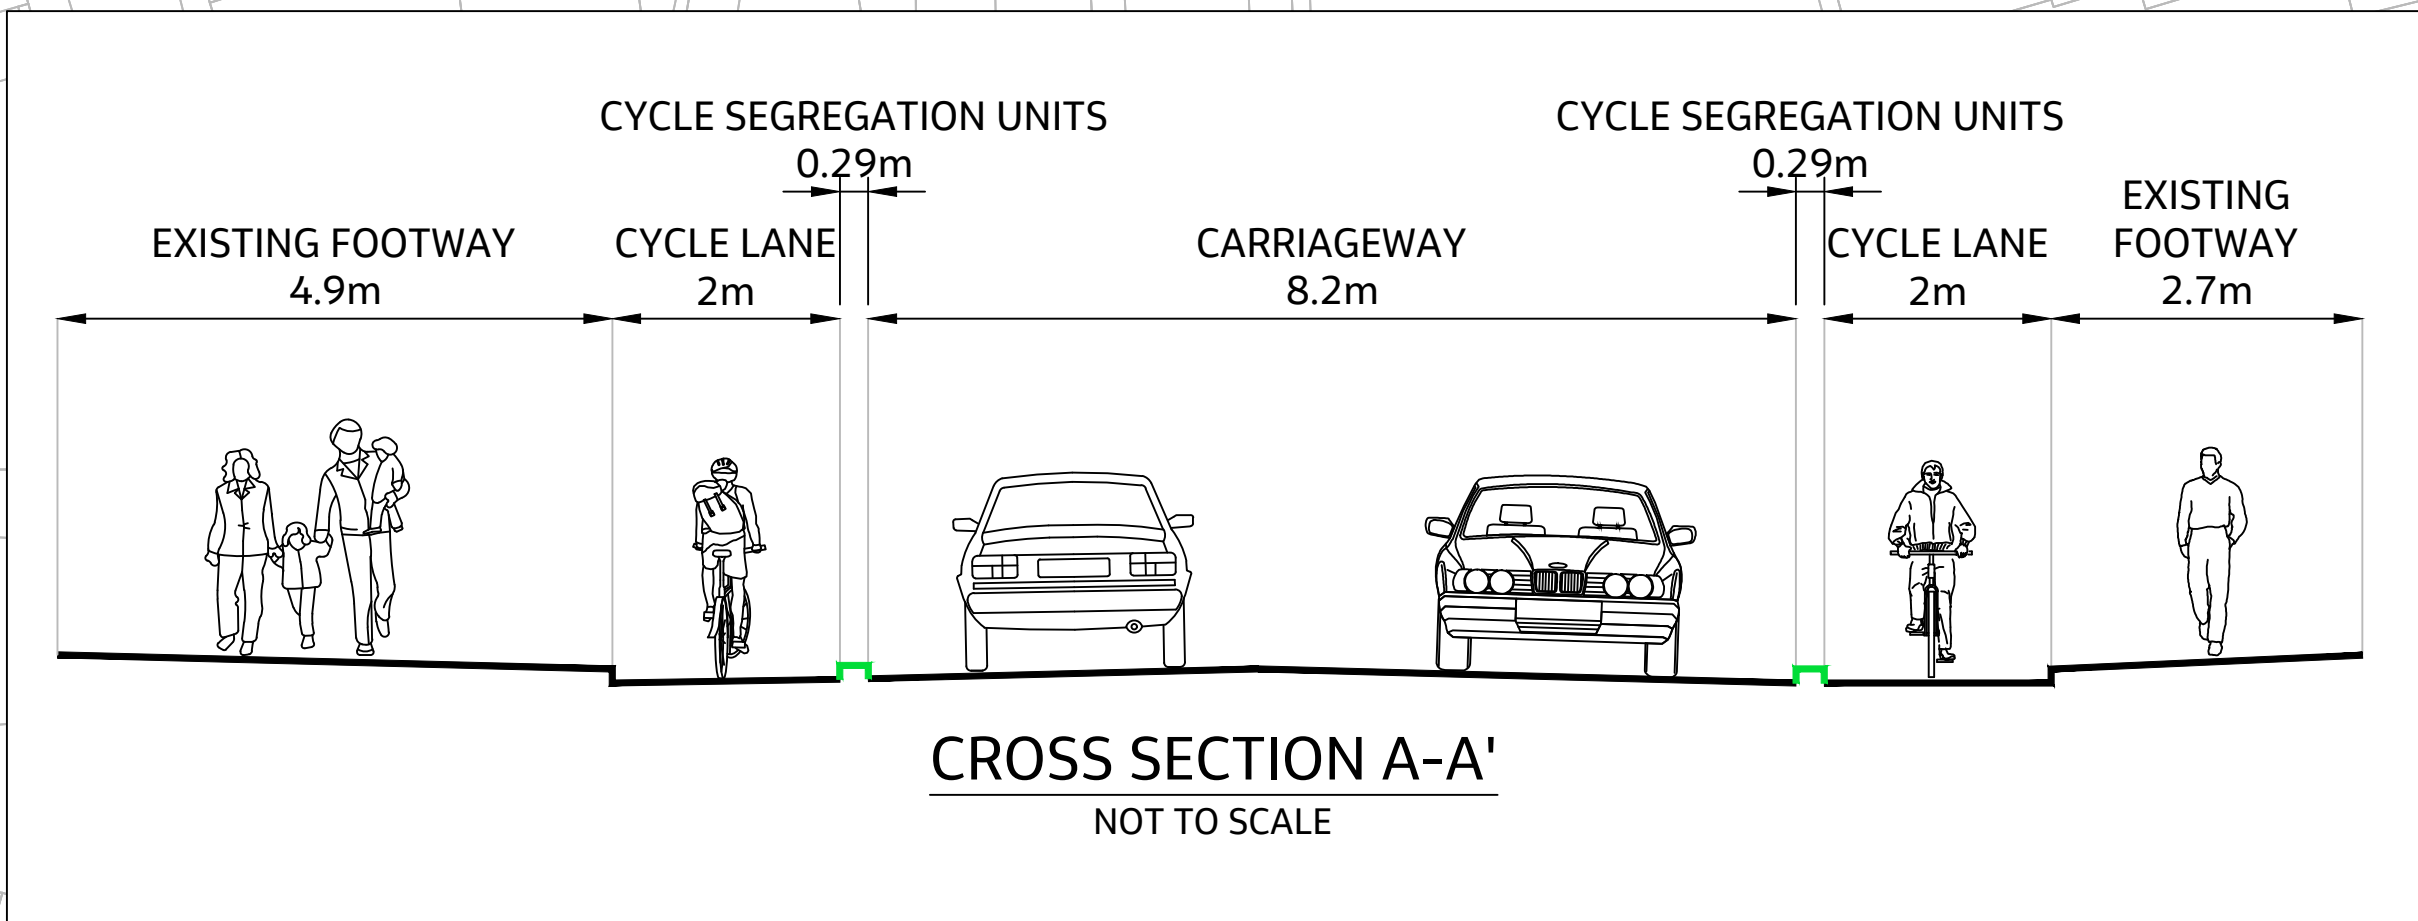 CYCLE SEGREGATION UNITS
0.29m
CYCLE SEGREGATION UNITS
0.29m
EXISTING FOOTWAY
4.9m
CYCLE LANE
2m
CARRIAGEWAY
8.2m
CYCLE LANE
2m
EXISTING
FOOTWAY
2.7m
CROSS SECTION A-A'
NOT TO SCALE